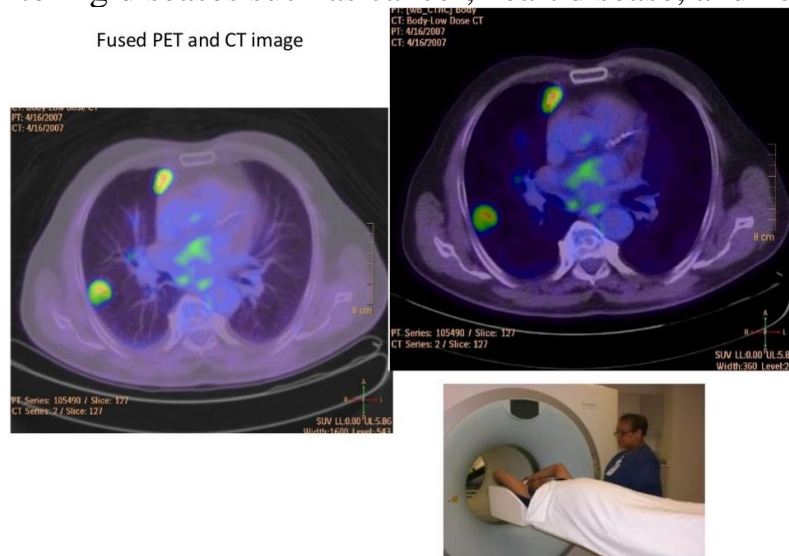 Fused PET and CT image
PT: [WB_CTAC] Body
CT: Body-Low Dose CT
PT: 4/16/2007
CT: 4/16/2007
8 cm
PT Series: 105490 / Slice: 127
CT Series: 2 / Slice: 127
A
R L
P
SUV LL:0.00 UL:5.8
Width:360 Level:2
CT: Body-Low Dose CT
PT: 4/16/2007
CT: 4/16/2007
8 cm
PT Series: 105490 / Slice: 127
CT Series: 2 / Slice: 127
A
R L
SUV LL:0.00 UL:5.86
Width:1600 Level:-543